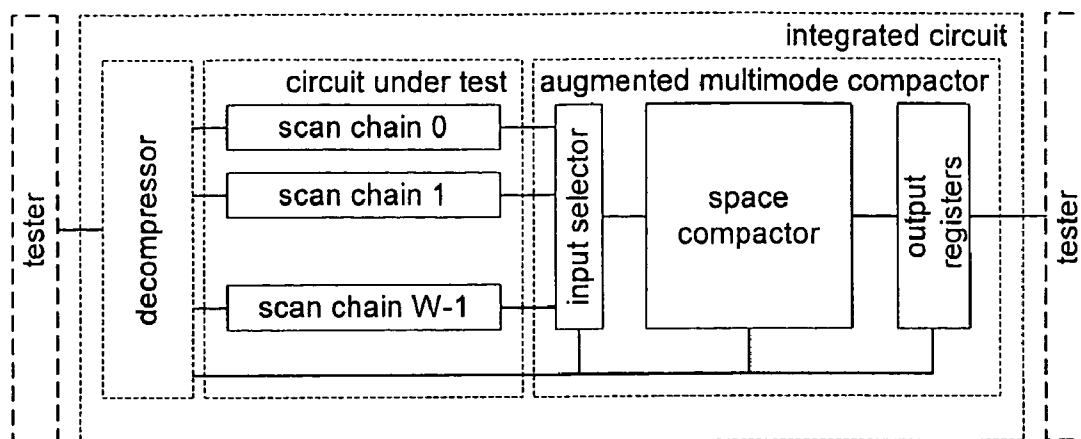 integrated circuit
circuit under test
augmented multimode compactor
tester
decompressor
scan chain 0
scan chain 1
scan chain W-1
input selector
space
compactor
output
registers
tester